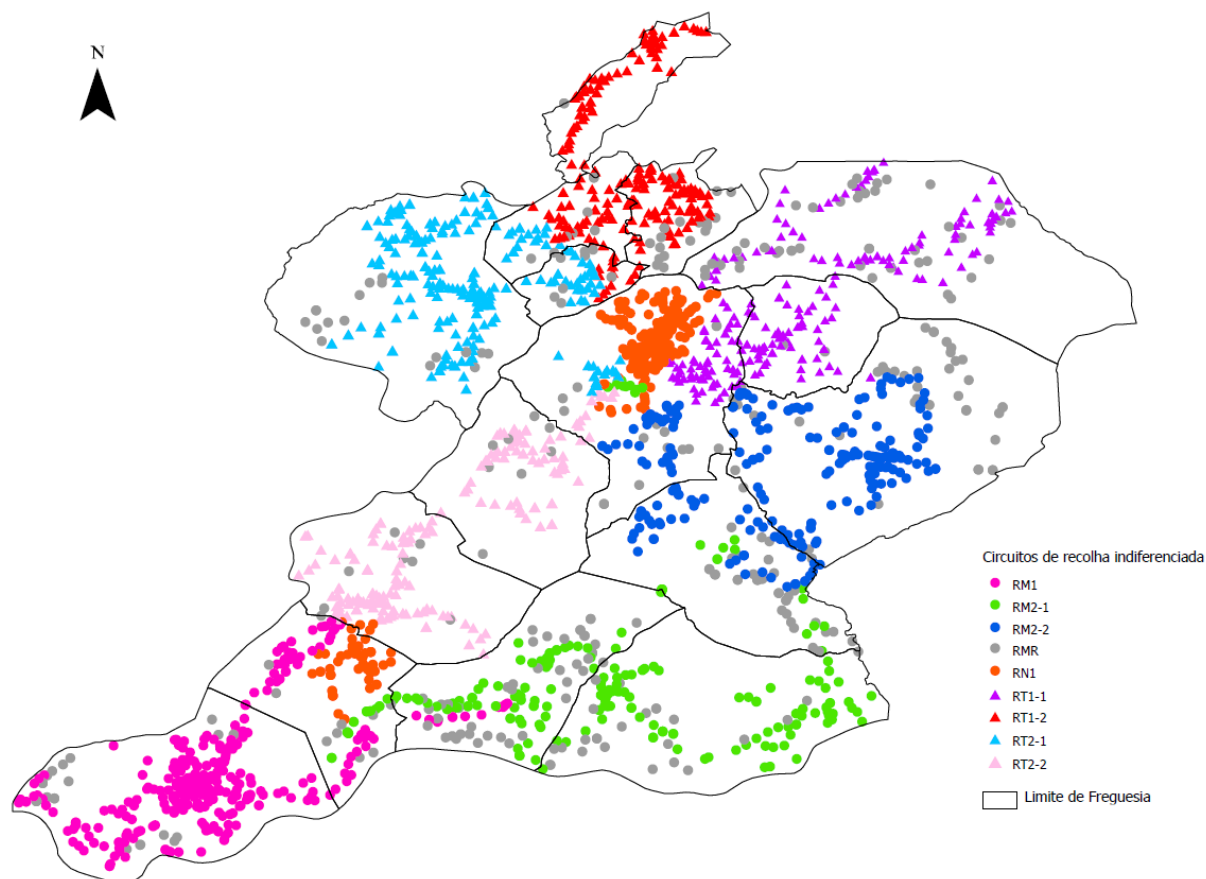 N
Circuitos de recolha indiferenciada
RM1
RM2-1
RM2-2
RMR
RN1
RT1-1
RT1-2
RT2-1
RT2-2
Limite de Freguesia